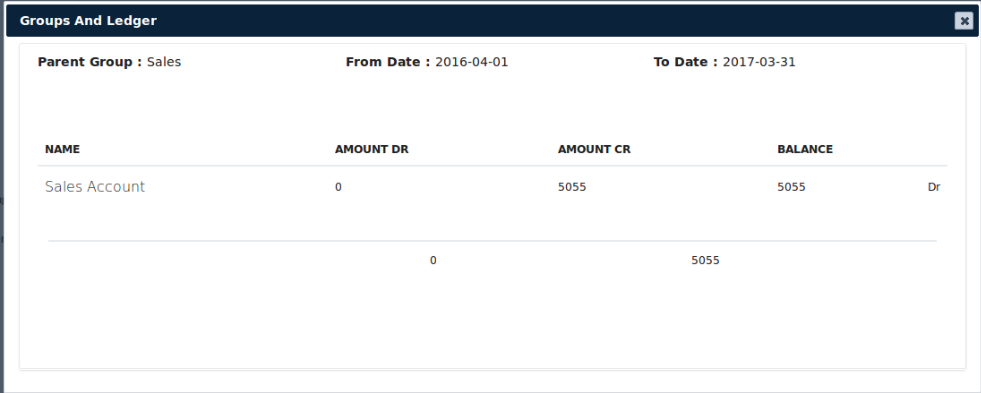 Groups And Ledger
Parent Group : Sales From Date : 2016-04-01 To Date : 2017-03-31
NAME AMOUNT DR AMOUNT CR BALANCE
Sales Account 0 5055 5055 Dr
0 5055